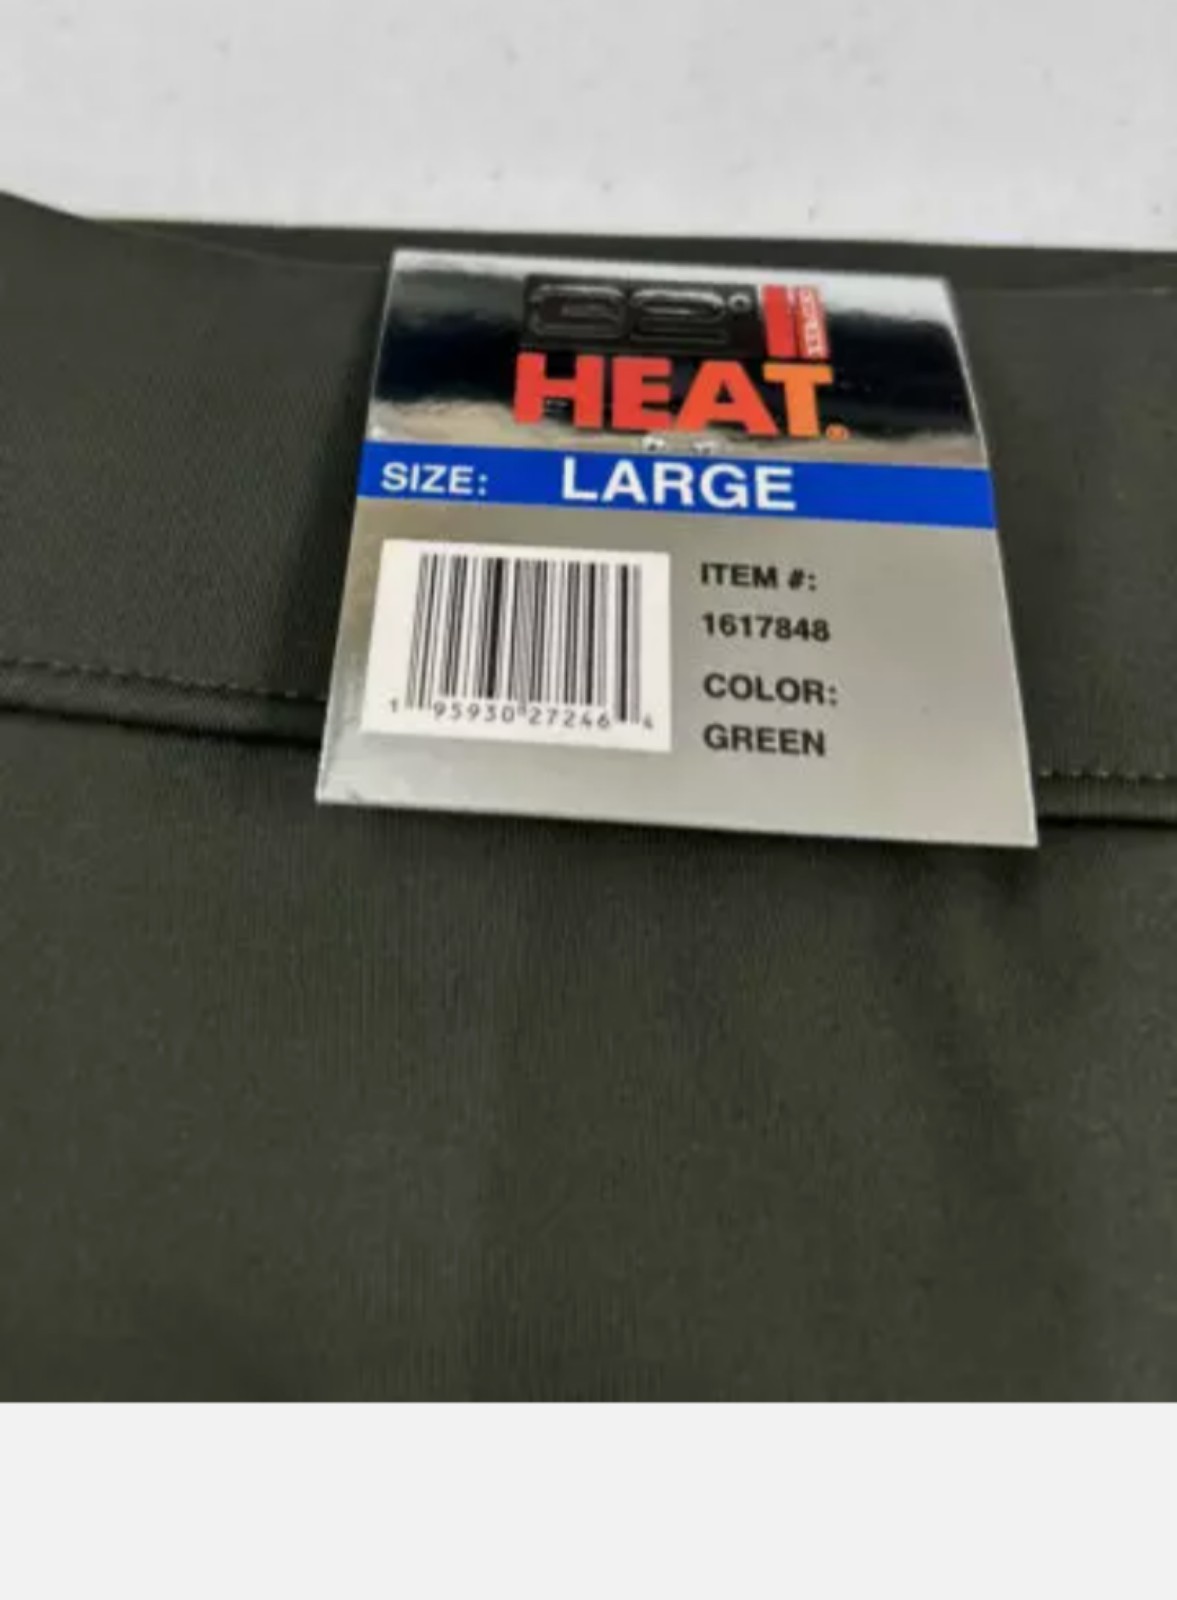 32°
HEAT®
SIZE: LARGE
ITEM #:
1617848
COLOR:
GREEN
1 95930 27246 4